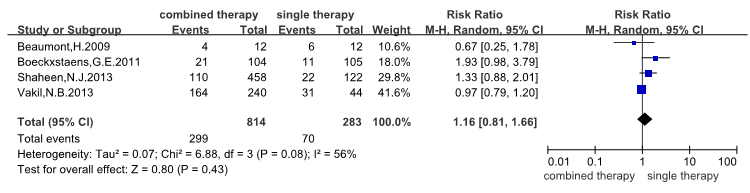 combined therapy single therapy Risk Ratio Risk Ratio
Study or Subgroup Events Total Events Total Weight M-H, Random, 95% CI M-H, Random, 95% CI
Beaumont,H.2009 4 12 6 12 10.6% 0.67 [0.25, 1.78]
Boeckxstaens,G.E.2011 21 104 11 105 18.0% 1.93 [0.98, 3.79]
Shaheen,N.J.2013 110 458 22 122 29.8% 1.33 [0.88, 2.01]
Vakil,N.B.2013 164 240 31 44 41.6% 0.97 [0.79, 1.20]
Total (95% CI) 814 283 100.0% 1.16 [0.81, 1.66]
Total events 299 70
Heterogeneity: Tau² = 0.07; Chi² = 6.88, df = 3 (P = 0.08); I² = 56%
Test for overall effect: Z = 0.80 (P = 0.43)
0.01 0.1 1 10 100
combined therapy single therapy